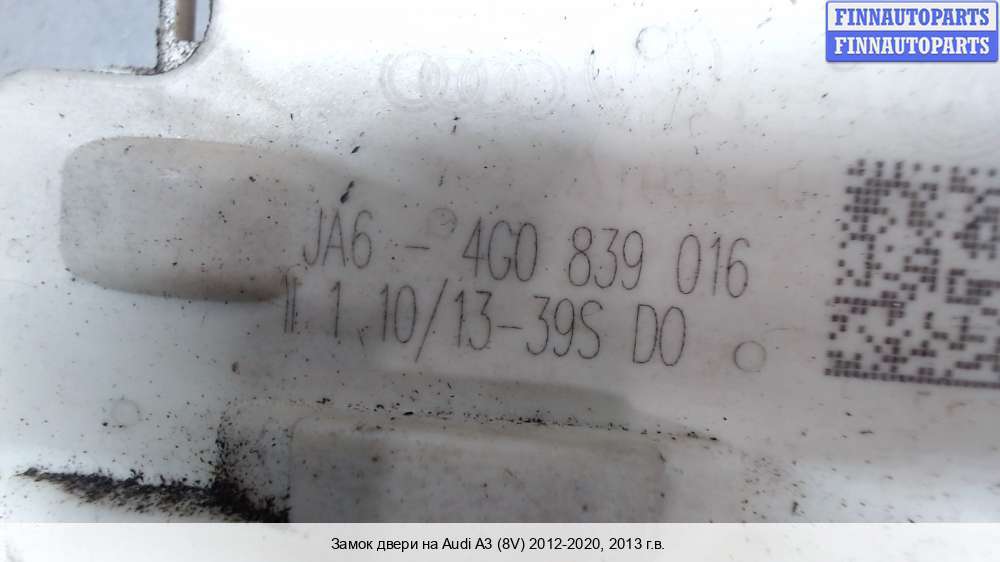 FINNAUTOPARTS
FINNAUTOPARTS
JA6 - 4G0 839 016
1 10/13-39S D0
Замок двери на Audi A3 (8V) 2012-2020, 2013 г.в.